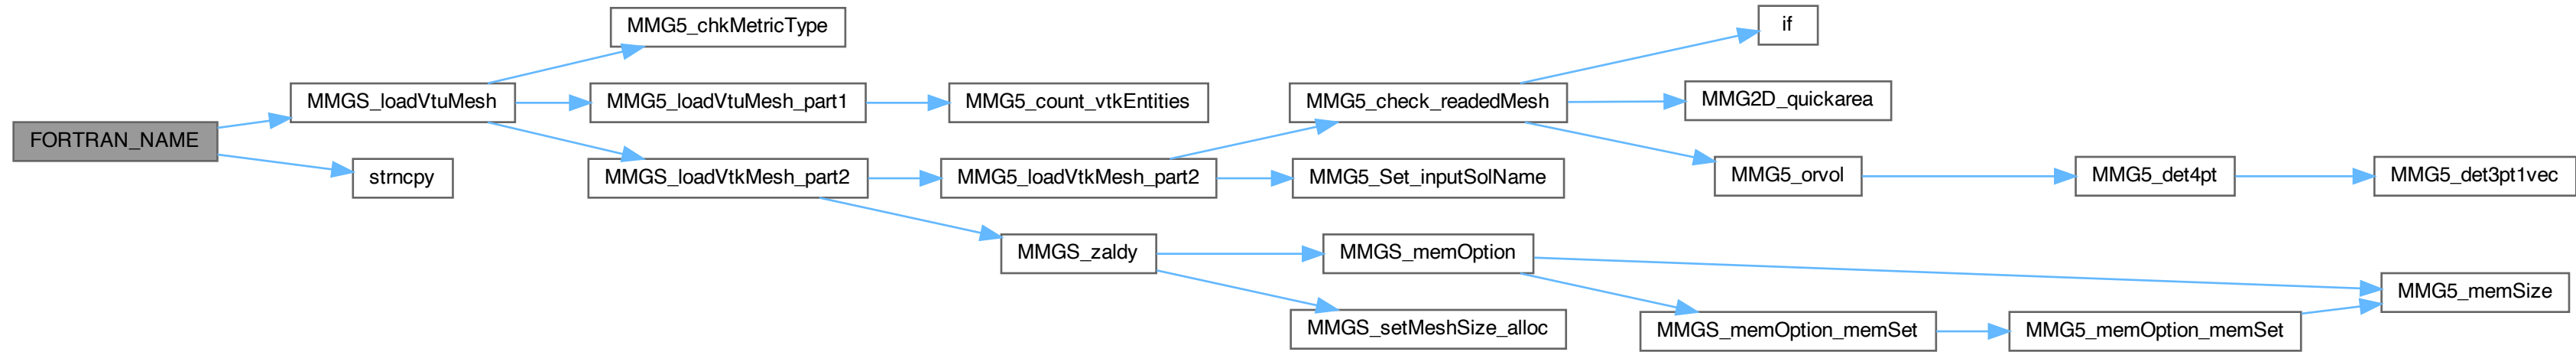 FORTRAN_NAME
MMGS_loadVtuMesh
strncpy
MMG5_chkMetricType
MMG5_loadVtuMesh_part1
MMGS_loadVtkMesh_part2
MMG5_count_vtkEntities
MMG5_loadVtkMesh_part2
MMGS_zaldy
MMG5_check_readedMesh
MMG5_Set_inputSolName
MMGS_memOption
MMGS_setMeshSize_alloc
if
MMG2D_quickarea
MMG5_orvol
MMGS_memOption_memSet
MMG5_det4pt
MMG5_memOption_memSet
MMG5_det3pt1vec
MMG5_memSize